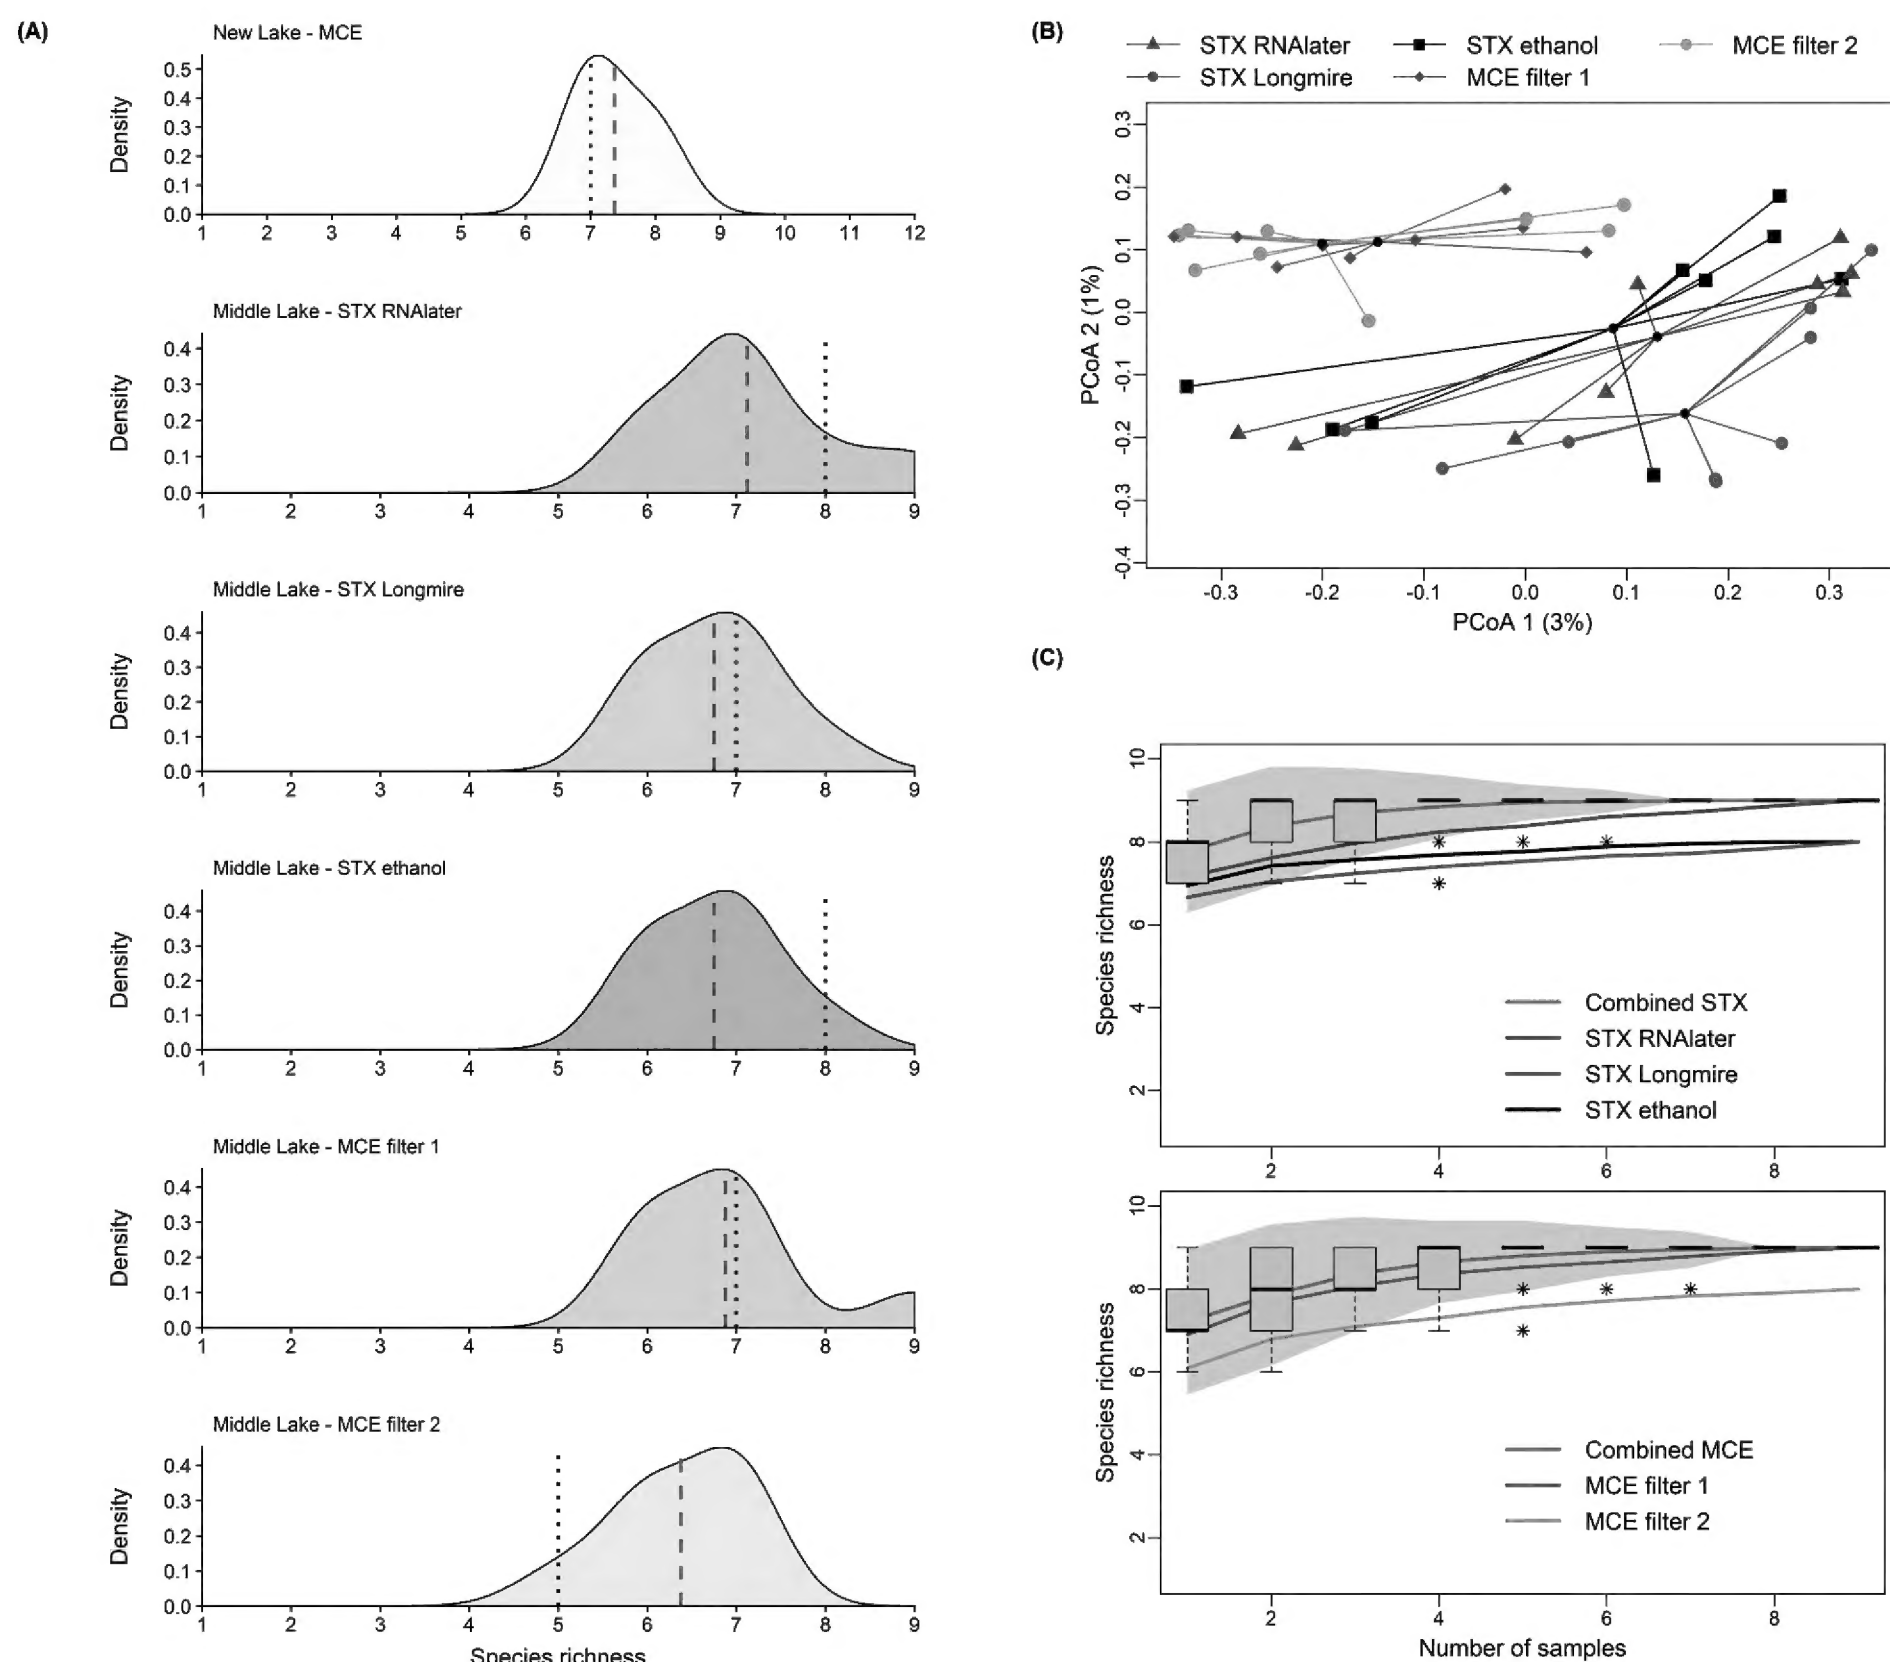 (A)
New Lake - MCE
Density
0.5
0.4
0.3
0.2
0.1
0.0
1 2 3 4 5 6 7 8 9 10 11 12
Middle Lake - STX RNAlater
Density
0.4
0.3
0.2
0.1
0.0
1 2 3 4 5 6 7 8 9
Middle Lake - STX Longmire
Density
0.4
0.3
0.2
0.1
0.0
1 2 3 4 5 6 7 8 9
Middle Lake - STX ethanol
Density
0.4
0.3
0.2
0.1
0.0
1 2 3 4 5 6 7 8 9
Middle Lake - MCE filter 1
Density
0.4
0.3
0.2
0.1
0.0
1 2 3 4 5 6 7 8 9
Middle Lake - MCE filter 2
Density
0.4
0.3
0.2
0.1
0.0
1 2 3 4 5 6 7 8 9
Species richness
(B)
STX RNAlater STX ethanol MCE filter 2
STX Longmire MCE filter 1
PCoA 2 (1%)
0.3
0.2
0.1
0.0
-0.1
-0.2
-0.3
-0.4
-0.3 -0.2 -0.1 0.0 0.1 0.2 0.3
PCoA 1 (3%)
(C)
Species richness
10
8
6
4
2
Combined STX
STX RNAlater
STX Longmire
STX ethanol
2 4 6 8
Species richness
10
8
6
4
2
Combined MCE
MCE filter 1
MCE filter 2
2 4 6 8
Number of samples